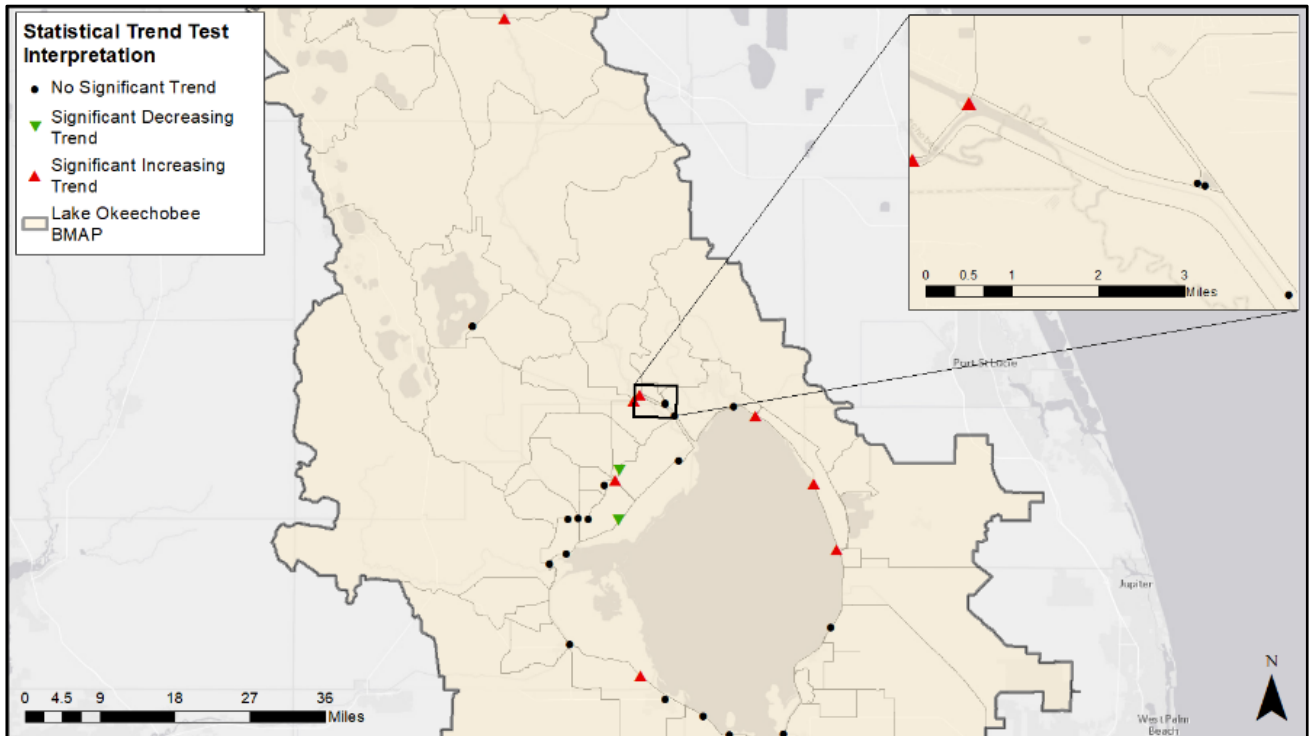 Statistical Trend Test
Interpretation
No Significant Trend
Significant Decreasing
Trend
Significant Increasing
Trend
Lake Okeechobee
BMAP
0 0.5 1 2 3
Miles
Port St Lucie
Jupiter
West Palm
Beach
N
0 4.5 9 18 27 36
Miles